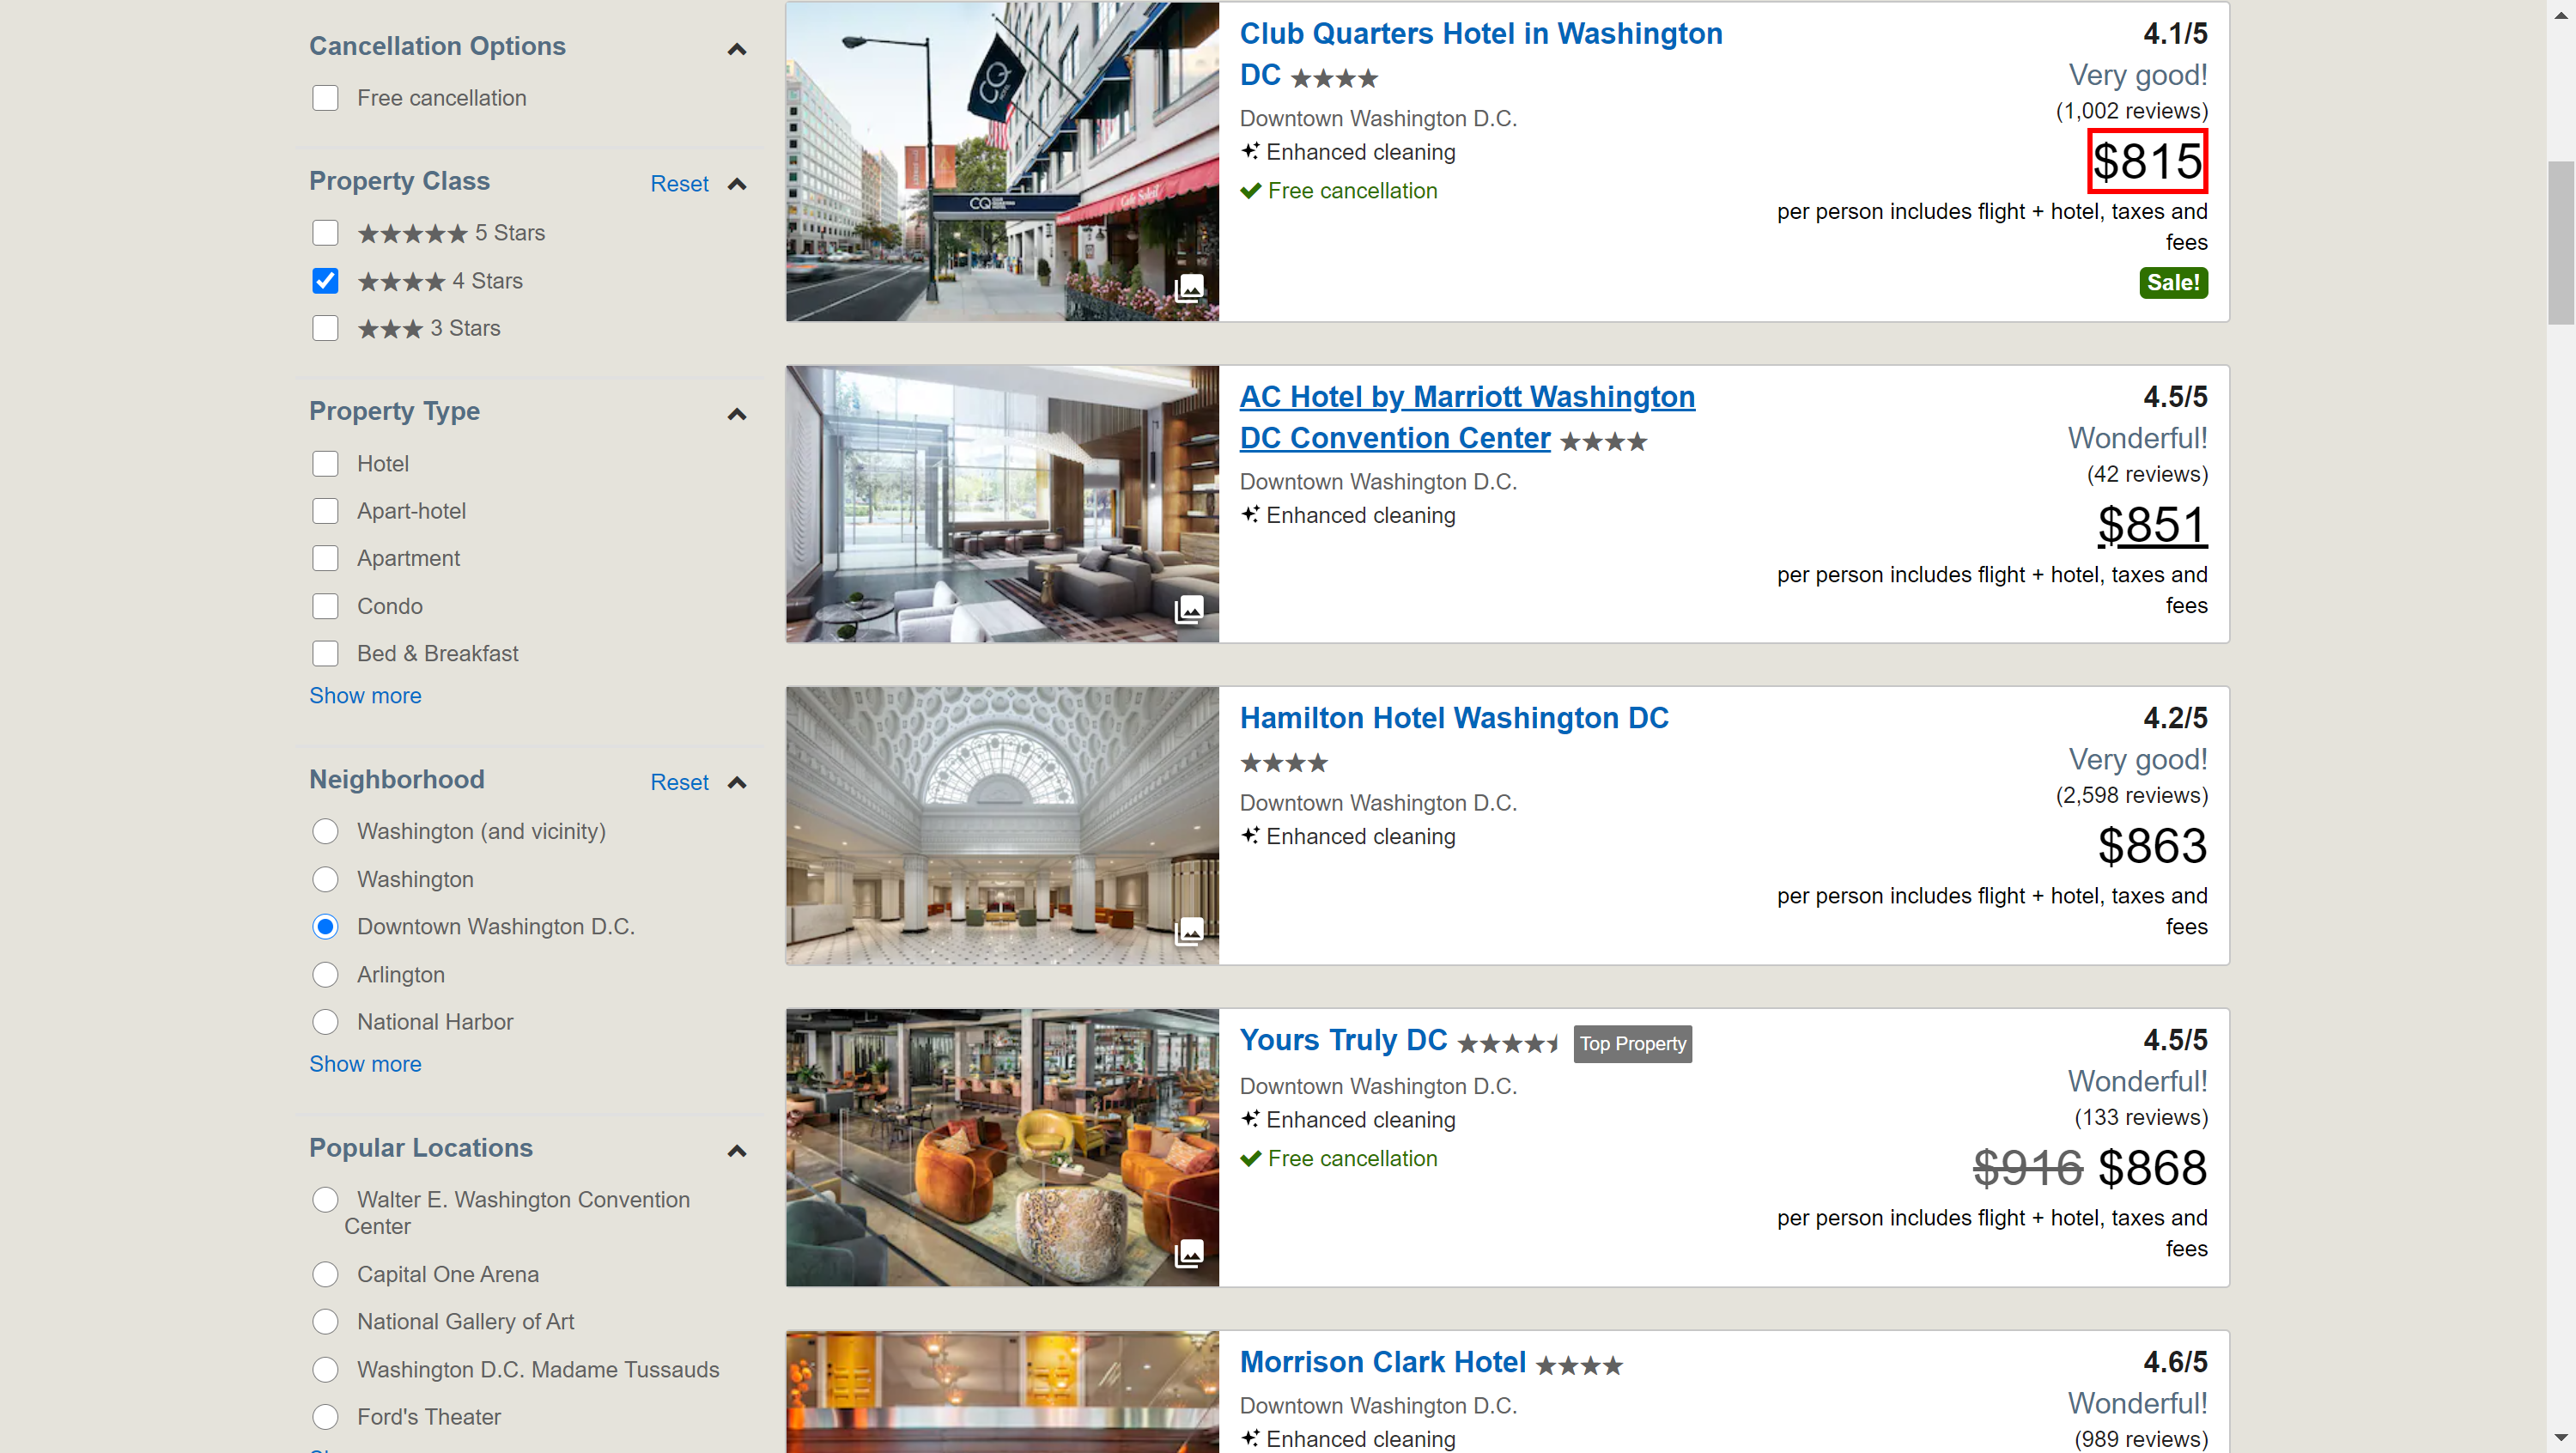 Cancellation Options
Free cancellation
Property Class
Reset
5 Stars
4 Stars
3 Stars
Property Type
Hotel
Apart-hotel
Apartment
Condo
Bed & Breakfast
Show more
Neighborhood
Reset
Washington (and vicinity)
Washington
Downtown Washington D.C.
Arlington
National Harbor
Show more
Popular Locations
Walter E. Washington Convention
Center
Capital One Arena
National Gallery of Art
Washington D.C. Madame Tussauds
Ford's Theater
CQ
CQ
Cafe Soleil
Club Quarters Hotel in Washington
DC
Downtown Washington D.C.
Enhanced cleaning
Free cancellation
4.1/5
Very good!
(1,002 reviews)
$815
per person includes flight + hotel, taxes and
fees
Sale!
AC Hotel by Marriott Washington
DC Convention Center
Downtown Washington D.C.
Enhanced cleaning
4.5/5
Wonderful!
(42 reviews)
$851
per person includes flight + hotel, taxes and
fees
Hamilton Hotel Washington DC
Downtown Washington D.C.
Enhanced cleaning
4.2/5
Very good!
(2,598 reviews)
$863
per person includes flight + hotel, taxes and
fees
Yours Truly DC
Top Property
Downtown Washington D.C.
Enhanced cleaning
Free cancellation
4.5/5
Wonderful!
(133 reviews)
$916 $868
per person includes flight + hotel, taxes and
fees
Morrison Clark Hotel
Downtown Washington D.C.
Enhanced cleaning
4.6/5
Wonderful!
(989 reviews)